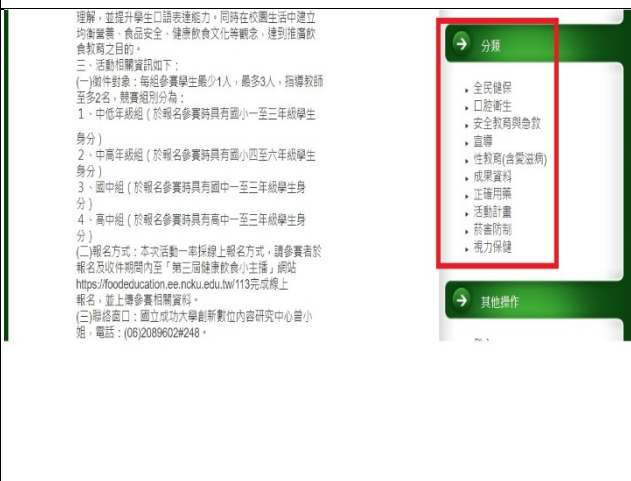 理解，並提升學生口語表達能力。同時在校園生活中建立
均衡營養、食品安全、健康飲食文化等觀念，達到推廣飲
食教育之目的。
三、活動相關資訊如下：
(一)徵件對象：每組參賽學生最少1人，最多3人，指導教師
至多2名，競賽組別分為：
１、中低年級組（於報名參賽時具有國小一至三年級學生
身分）
２、中高年級組（於報名參賽時具有國小四至六年級學生
身分）
３、國中組（於報名參賽時具有國中一至三年級學生身
分）
４、高中組（於報名參賽時具有高中一至三年級學生身
分）
(二)報名方式：本次活動一率採線上報名方式，請參賽者於
報名及收件期間內至「第三屆健康飲食小主播」網站
https://foodeducation.ee.ncku.edu.tw/113完成線上
報名，並上傳參賽相關資料。
(三)聯絡窗口：國立成功大學創新數位內容研究中心曾小
姐，電話：(06)2089602#248。
分類
全民健保
口腔衛生
安全教育與急救
宣導
性教育(含愛滋病)
成果資料
正確用藥
活動計畫
菸害防制
視力保健
其他操作